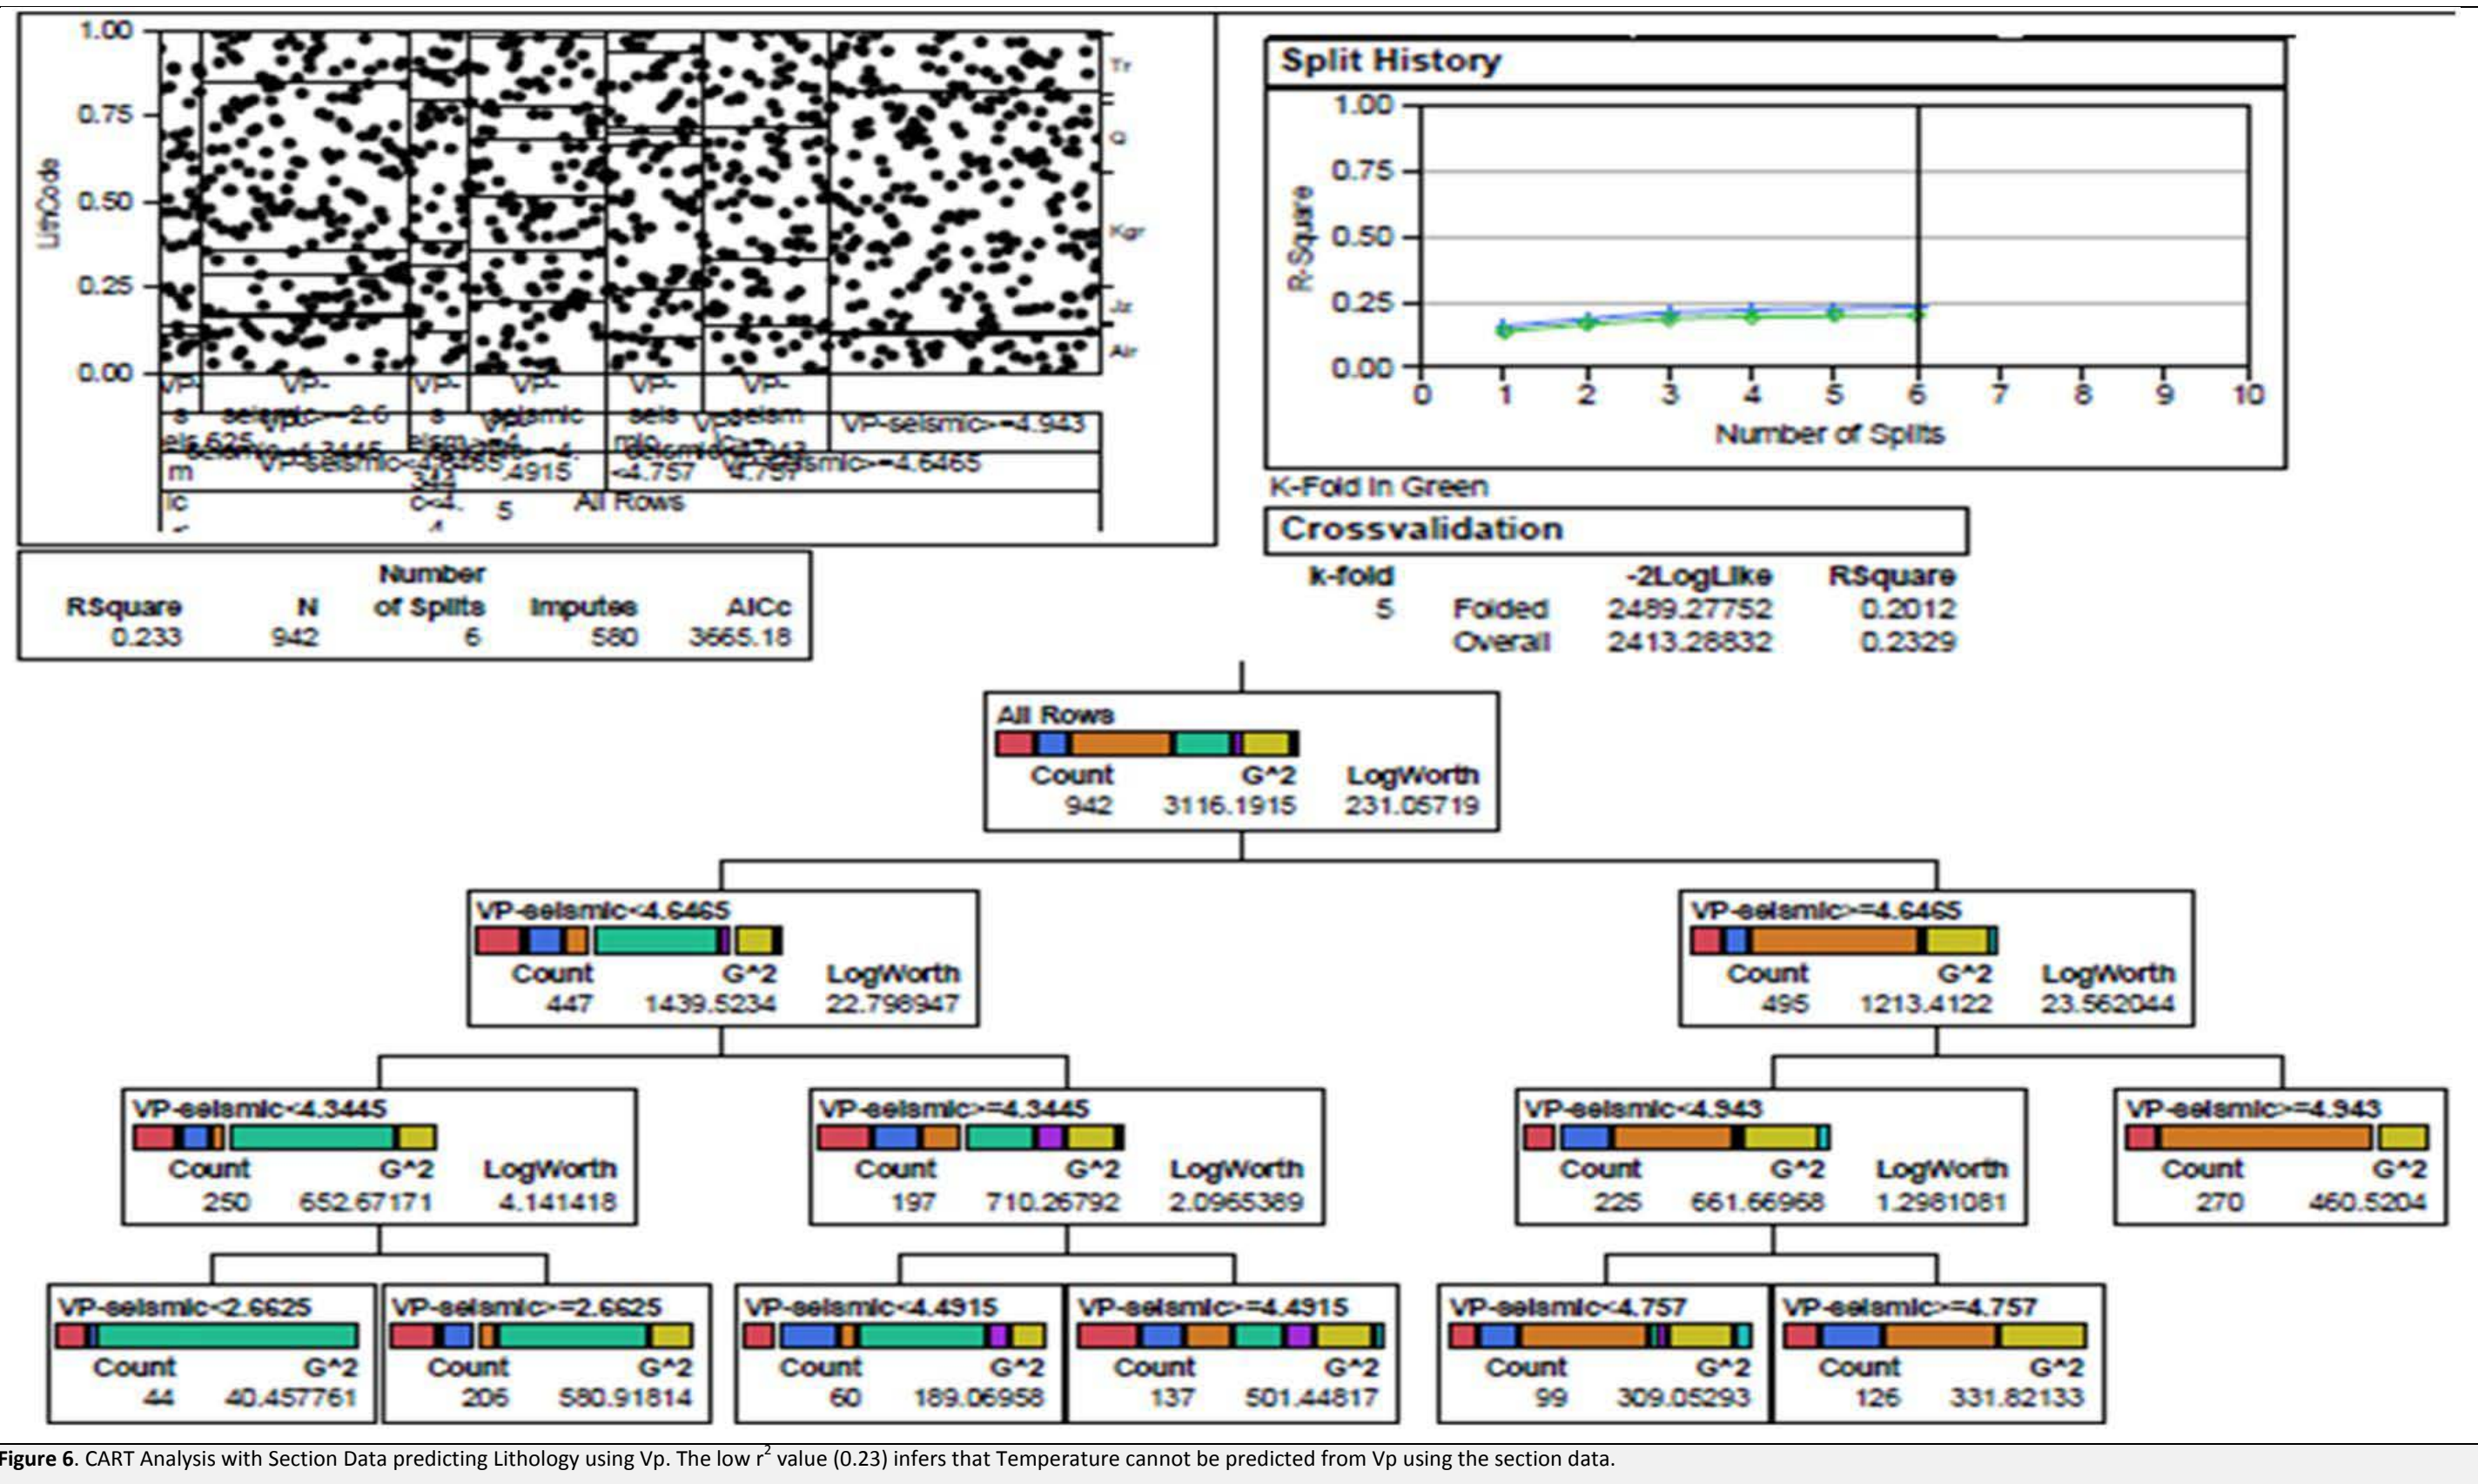 1.00
0.75
0.50
0.25
0.00
LithCode
Tr
Q
Kgr
Jz
VP-seismic>=4.943
VP-seismic<4.6465
VP-seismic>=4.6465
All Rows
Split History
1.00
0.75
0.50
0.25
0.00
R-Square
0 1 2 3 4 5 6 7 8 9 10
Number of Splits
K-Fold In Green
Crossvalidation
k-fold -2LogLike RSquare
5 Folded 2489.27752 0.2012
Overall 2413.28832 0.2329
Number
RSquare N of Splits Imputes AICc
0.233 942 6 580 3665.18
All Rows
Count G^2 LogWorth
942 3116.1915 231.05719
VP-seismic<4.6465
Count G^2 LogWorth
447 1439.5234 22.798947
VP-seismic>=4.6465
Count G^2 LogWorth
495 1213.4122 23.562044
VP-seismic<4.3445
Count G^2 LogWorth
250 652.67171 4.141418
VP-seismic>=4.3445
Count G^2 LogWorth
197 710.26792 2.0965389
VP-seismic<4.943
Count G^2 LogWorth
225 661.66968 1.2981081
VP-seismic>=4.943
Count G^2
270 460.5204
VP-seismic<2.6625
Count G^2
44 40.457761
VP-seismic>=2.6625
Count G^2
206 580.91814
VP-seismic<4.4915
Count G^2
60 189.06958
VP-seismic>=4.4915
Count G^2
137 501.44817
VP-seismic<4.757
Count G^2
99 309.05293
VP-seismic>=4.757
Count G^2
126 331.82133
Figure 6. CART Analysis with Section Data predicting Lithology using Vp. The low r² value (0.23) infers that Temperature cannot be predicted from Vp using the section data.